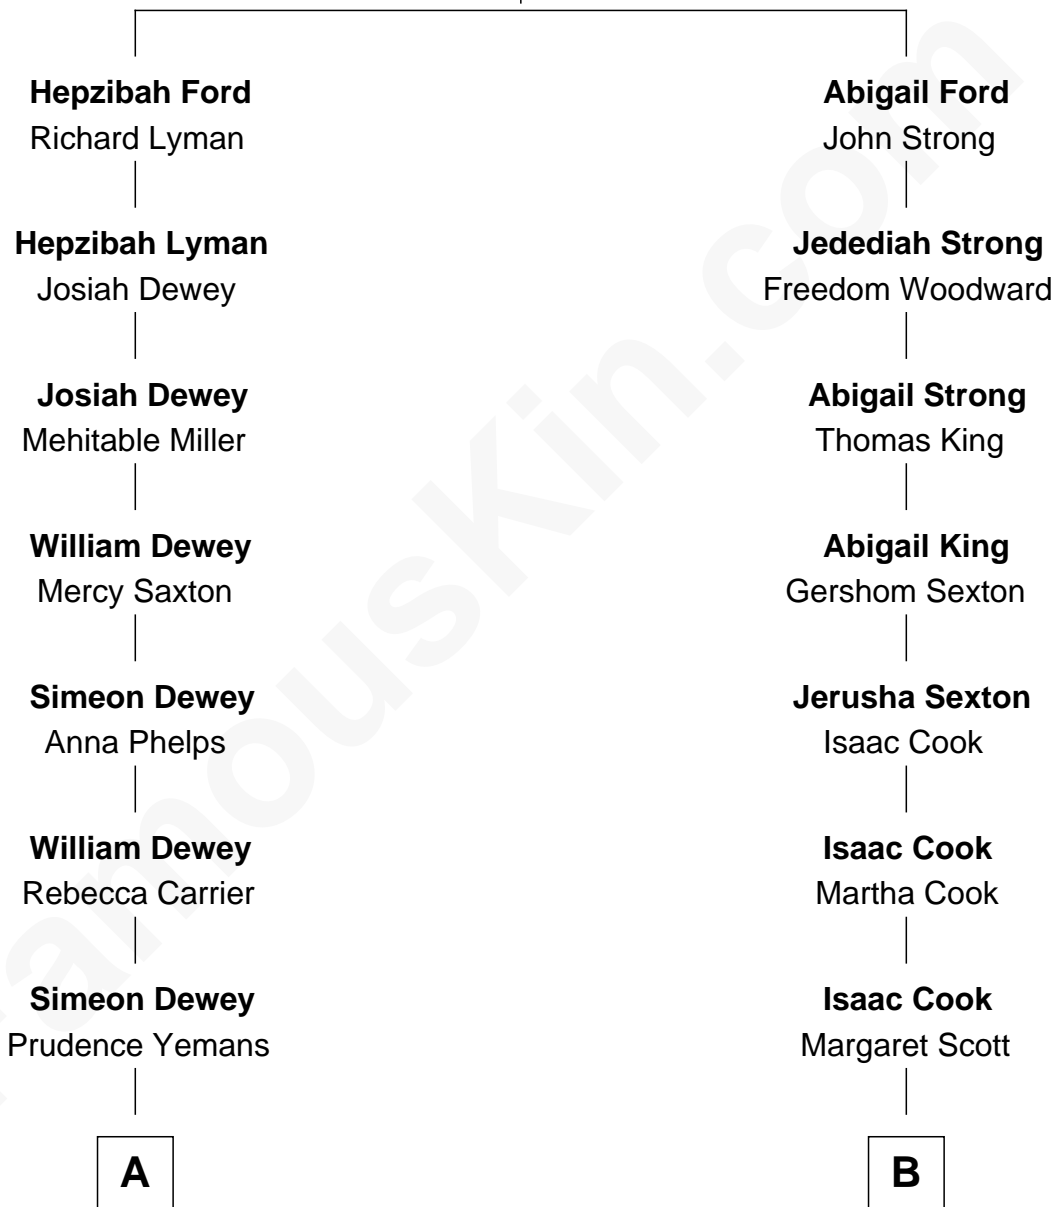 Hepzibah Ford
Richard Lyman
Hepzibah Lyman
Josiah Dewey
Josiah Dewey
Mehitable Miller
William Dewey
Mercy Saxton
Simeon Dewey
Anna Phelps
William Dewey
Rebecca Carrier
Simeon Dewey
Prudence Yemans
A
Abigail Ford
John Strong
Jedediah Strong
Freedom Woodward
Abigail Strong
Thomas King
Abigail King
Gershom Sexton
Jerusha Sexton
Isaac Cook
Isaac Cook
Martha Cook
Isaac Cook
Margaret Scott
B
FamousKin.com